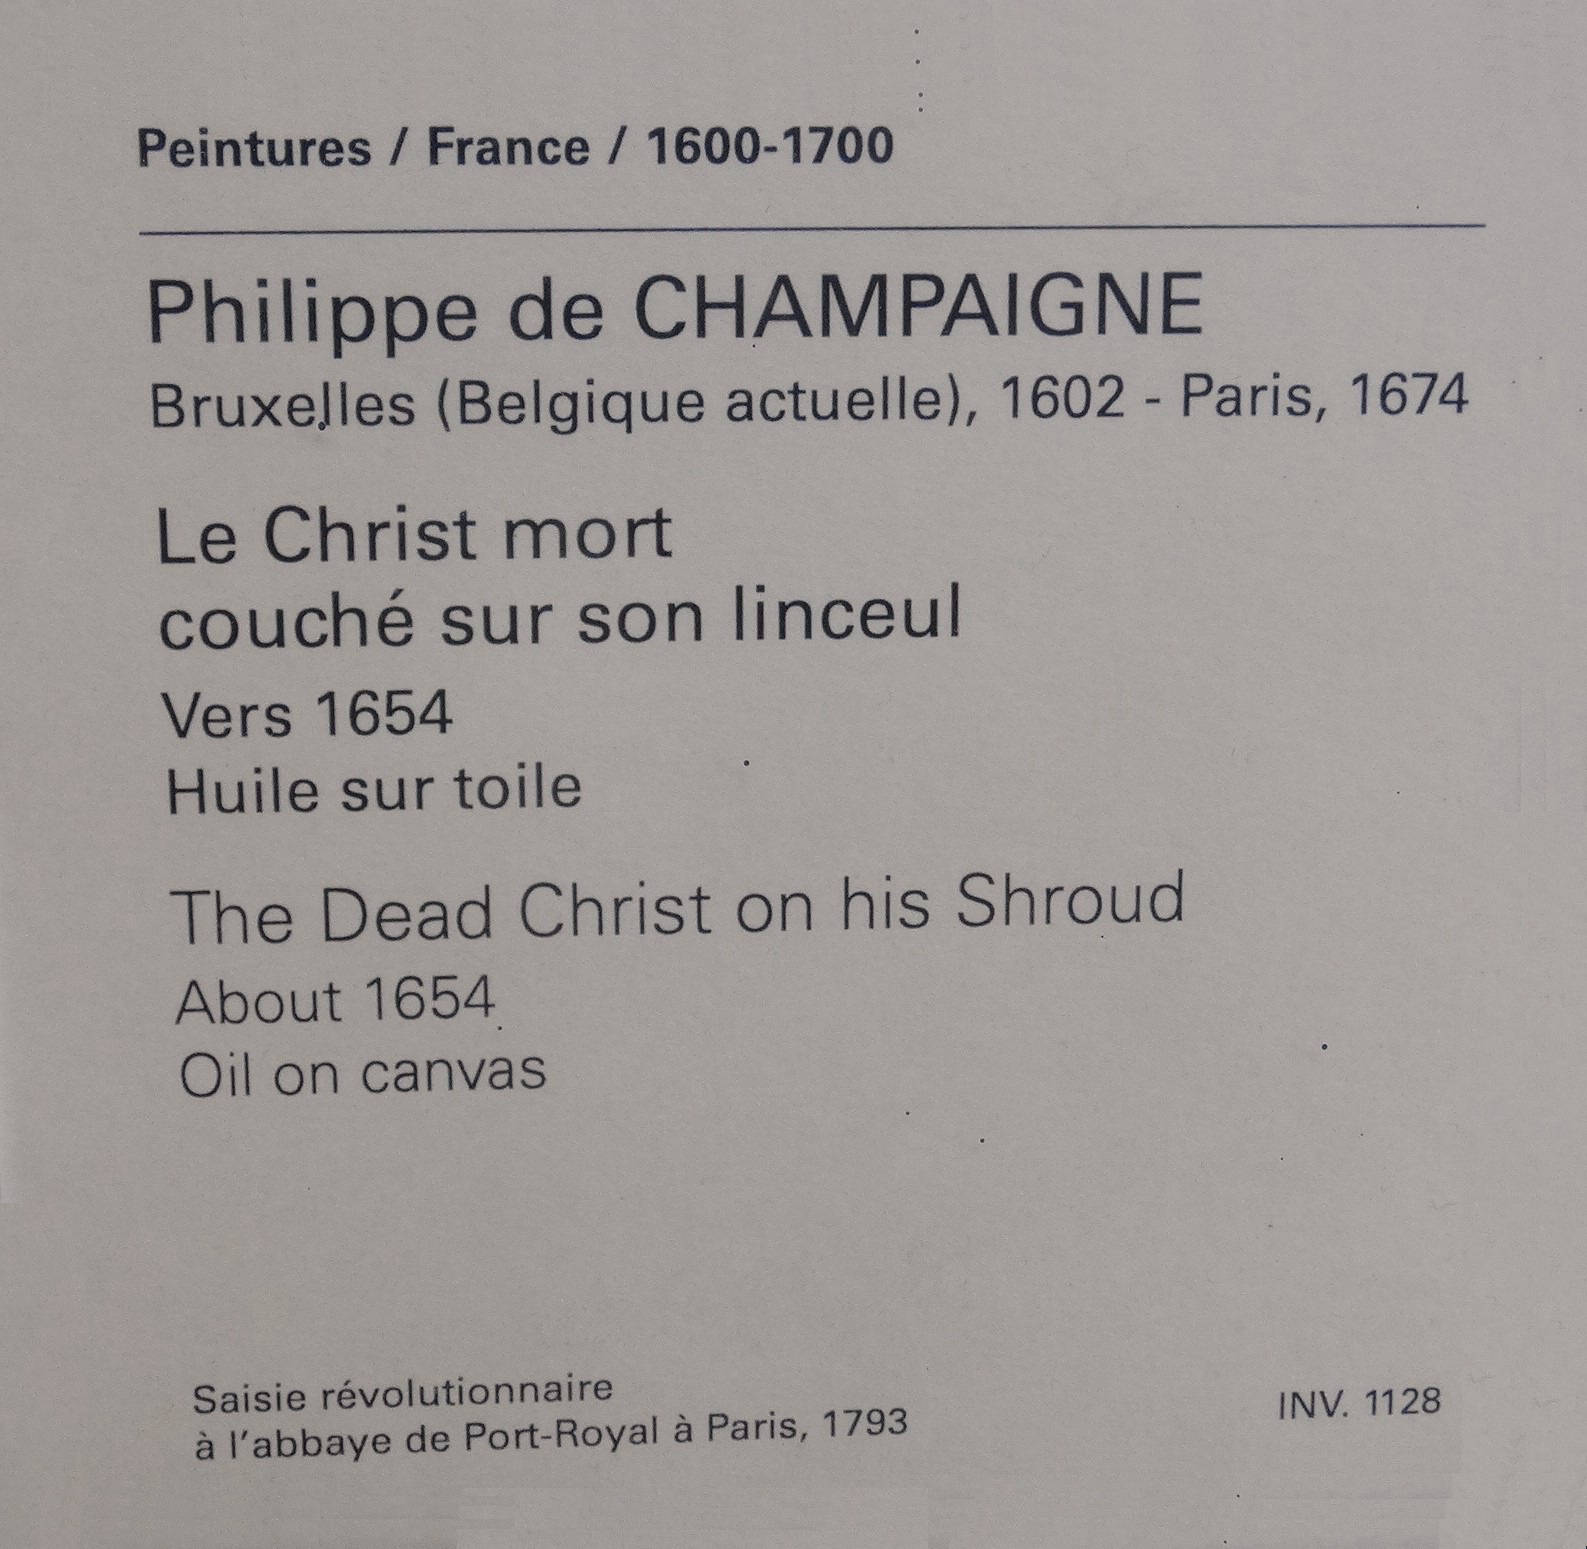 Peintures / France / 1600-1700
Philippe de CHAMPAIGNE
Bruxelles (Belgique actuelle), 1602 - Paris, 1674
Le Christ mort
couché sur son linceul
Vers 1654
Huile sur toile
The Dead Christ on his Shroud
About 1654
Oil on canvas
Saisie révolutionnaire
à l'abbaye de Port-Royal à Paris, 1793
INV. 1128